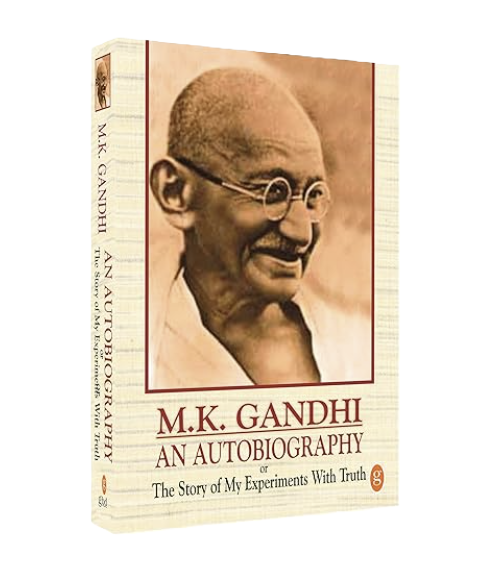 M.K. GANDHI
AN AUTOBIOGRAPHY
or
The Story of My Experiments With Truth
g
M.K. GANDHI
AN AUTOBIOGRAPHY
or
The Story of My Experiments With Truth
g